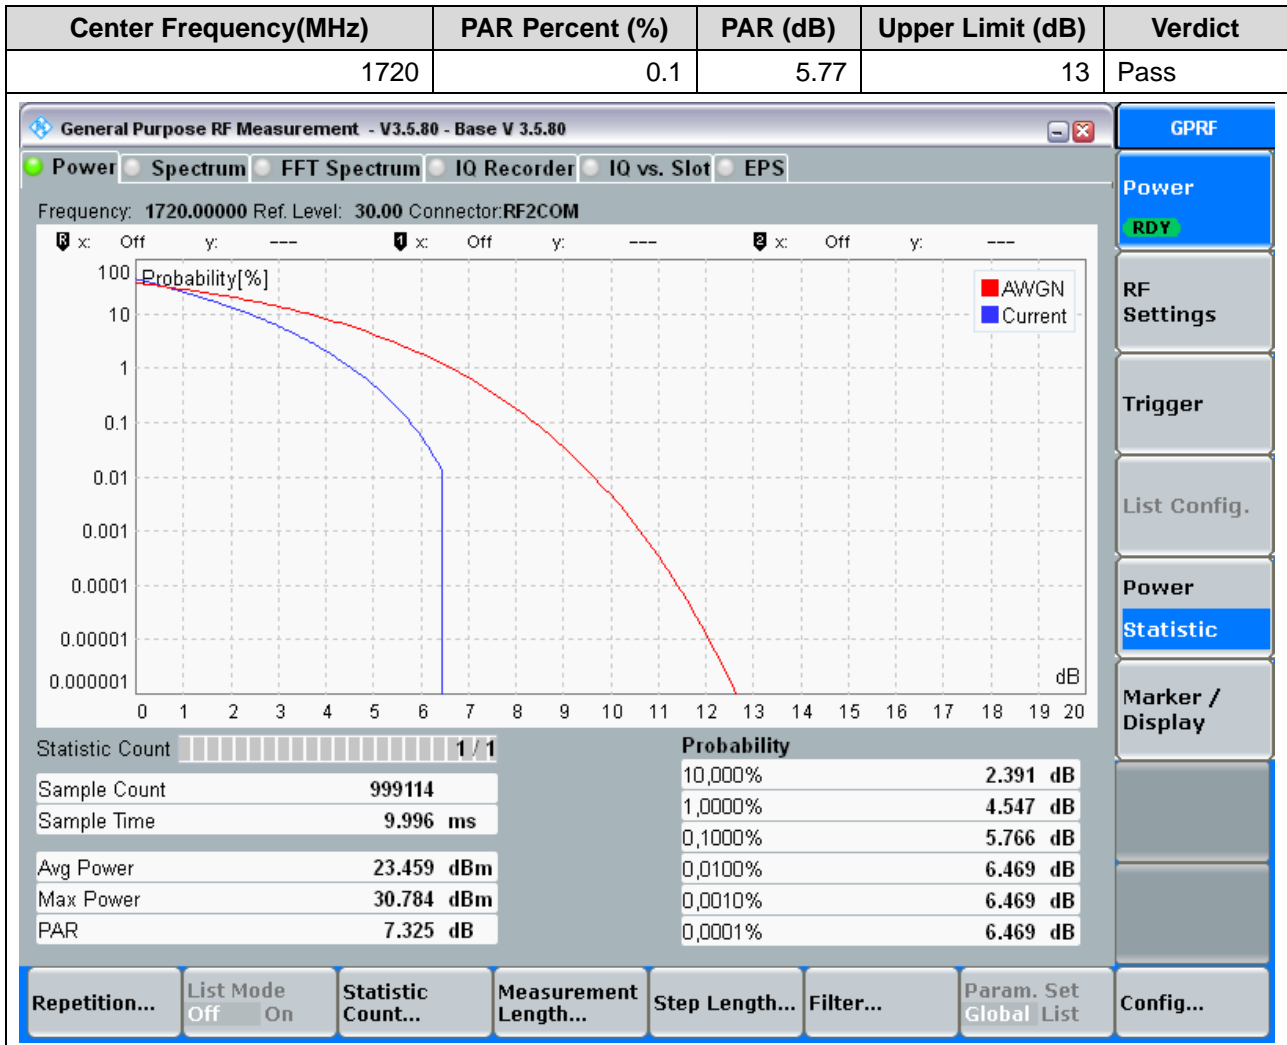 Center Frequency(MHz) PAR Percent (%) PAR (dB) Upper Limit (dB) Verdict
1720 0.1 5.77 13 Pass
General Purpose RF Measurement - V3.5.80 - Base V 3.5.80
GPRF
Power Spectrum FFT Spectrum IQ Recorder IQ vs. Slot EPS
Frequency: 1720.00000 Ref. Level: 30.00 Connector:RF2COM
R x: Off y: --- 1 x: Off y: --- 2 x: Off y: ---
Probability[%]
100
10
1
0.1
0.01
0.001
0.0001
0.00001
0.000001
AWGN
Current
dB
0 1 2 3 4 5 6 7 8 9 10 11 12 13 14 15 16 17 18 19 20
Statistic Count 1 / 1
Sample Count 999114
Sample Time 9.996 ms
Avg Power 23.459 dBm
Max Power 30.784 dBm
PAR 7.325 dB
Probability
10,000% 2.391 dB
1,0000% 4.547 dB
0,1000% 5.766 dB
0,0100% 6.469 dB
0,0010% 6.469 dB
0,0001% 6.469 dB
Power
RDY
RF
Settings
Trigger
List Config.
Power
Statistic
Marker /
Display
Repetition...
List Mode
Off On
Statistic
Count...
Measurement
Length...
Step Length...
Filter...
Param. Set
Global List
Config...